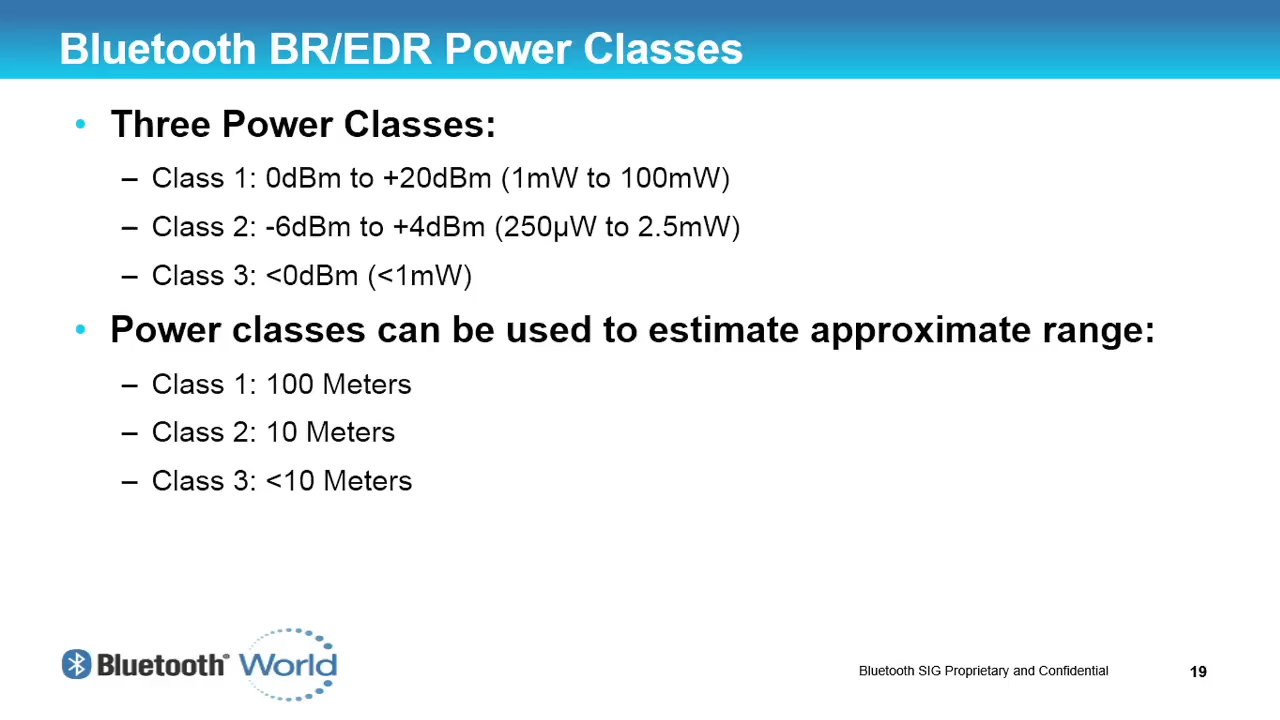 Bluetooth BR/EDR Power Classes
• Three Power Classes:
– Class 1: 0dBm to +20dBm (1mW to 100mW)
– Class 2: -6dBm to +4dBm (250µW to 2.5mW)
– Class 3: <0dBm (<1mW)
• Power classes can be used to estimate approximate range:
– Class 1: 100 Meters
– Class 2: 10 Meters
– Class 3: <10 Meters
Bluetooth World
Bluetooth SIG Proprietary and Confidential
19